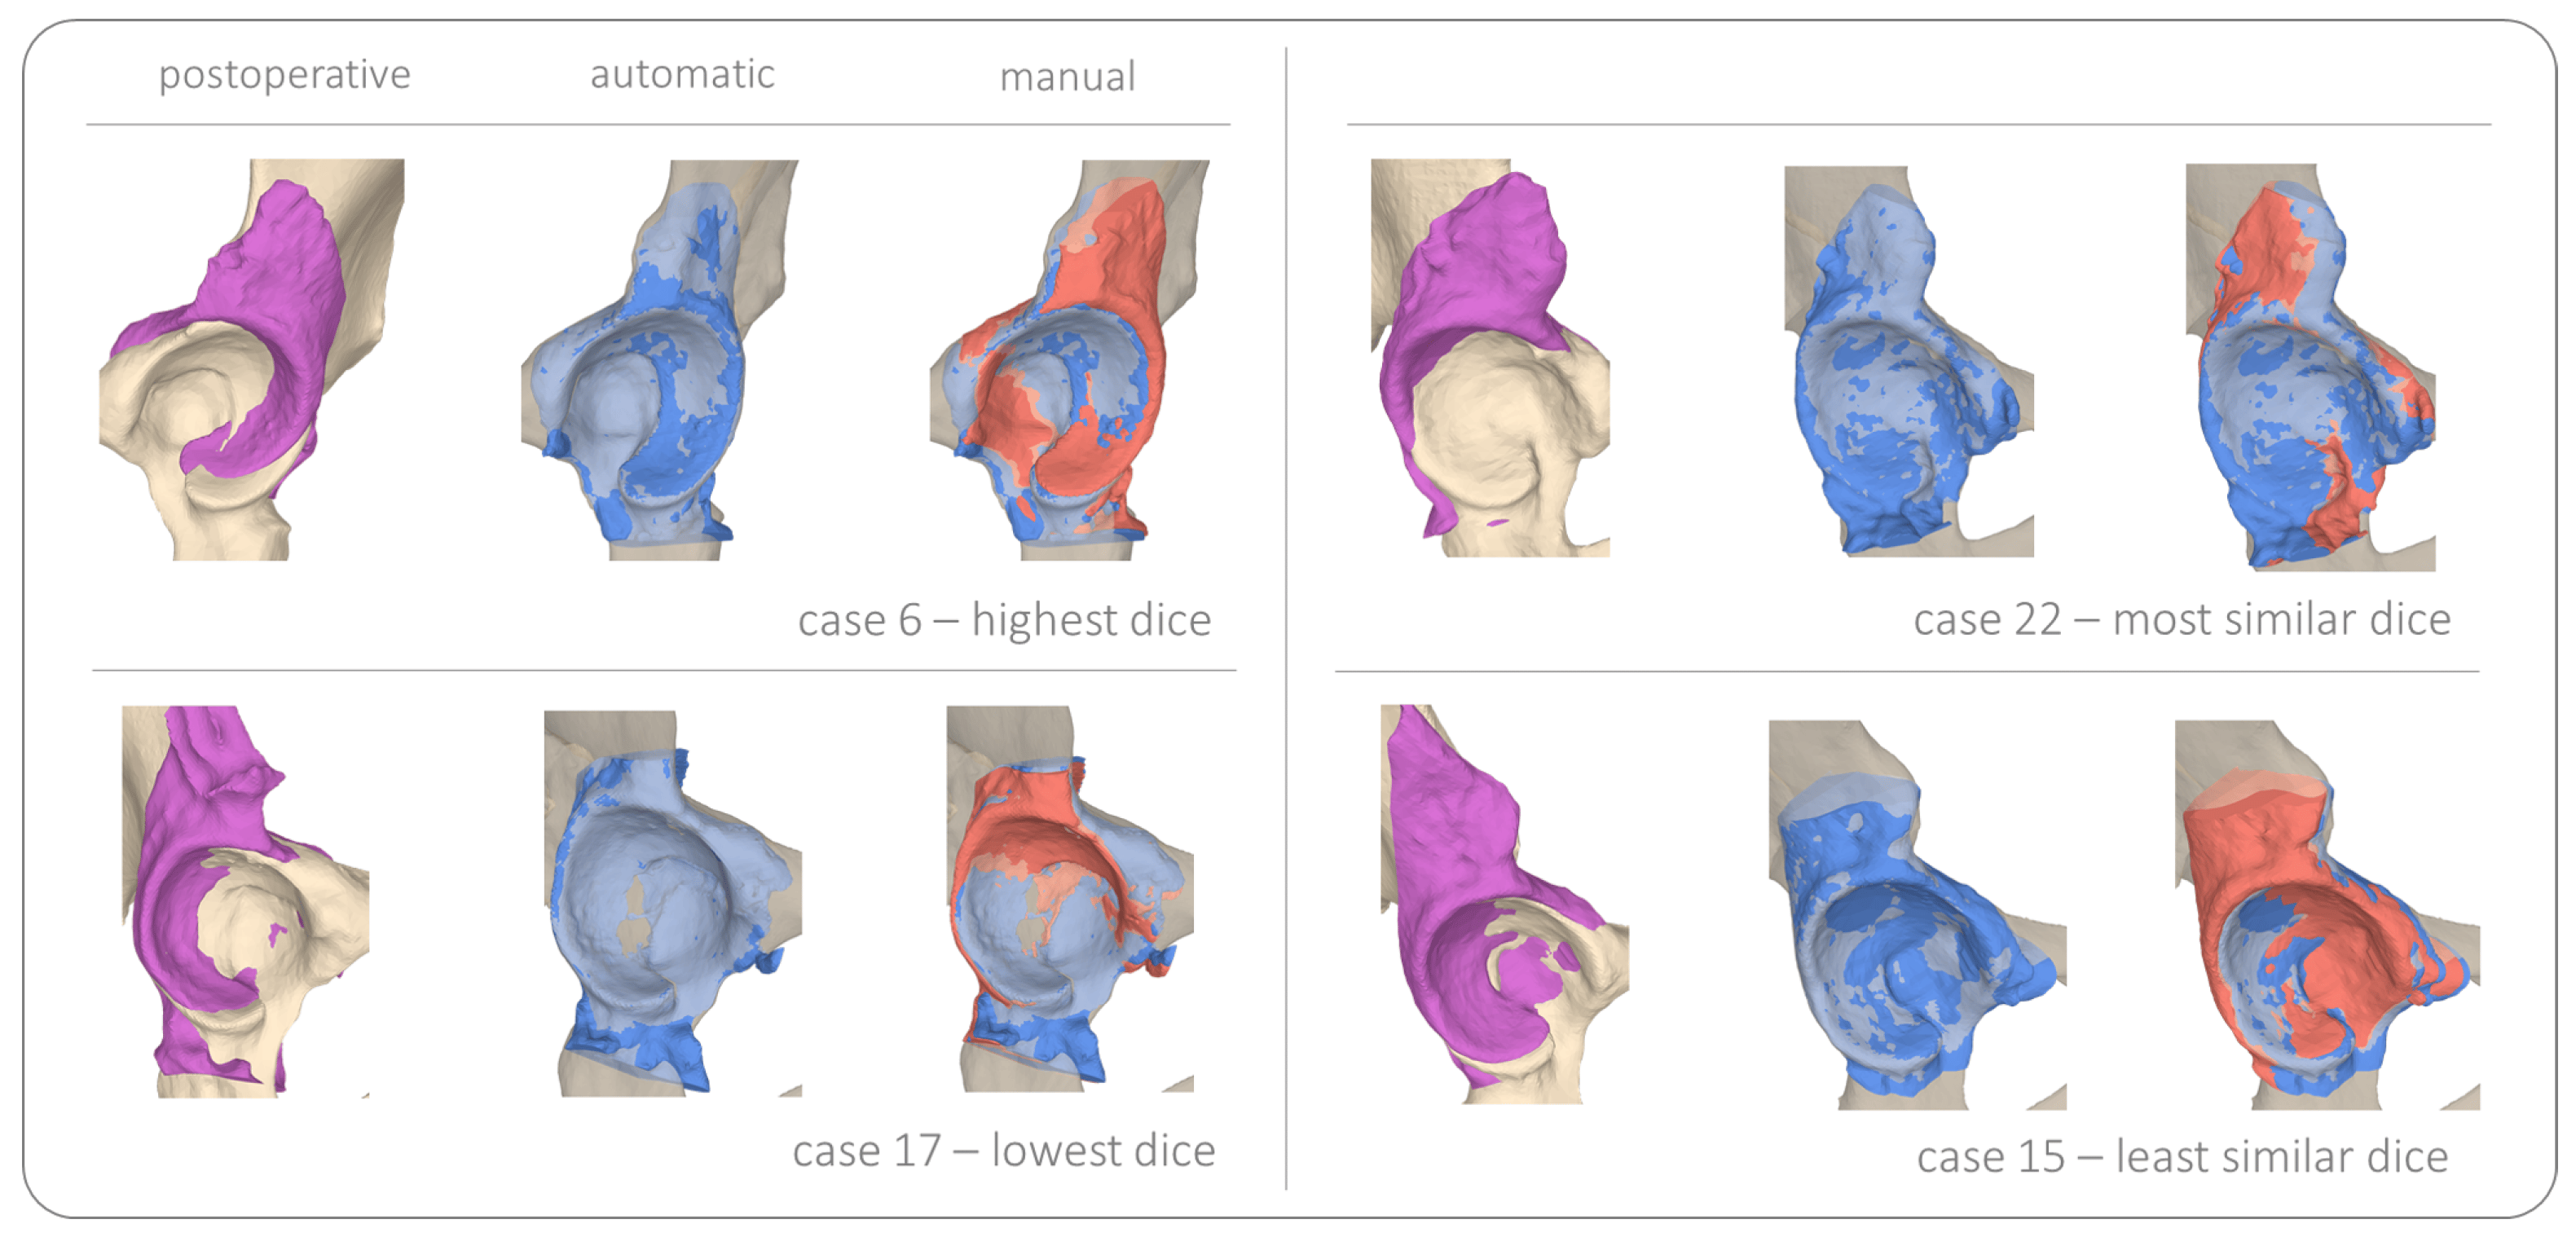 postoperative automatic manual
case 6 – highest dice
case 22 – most similar dice
case 17 – lowest dice
case 15 – least similar dice